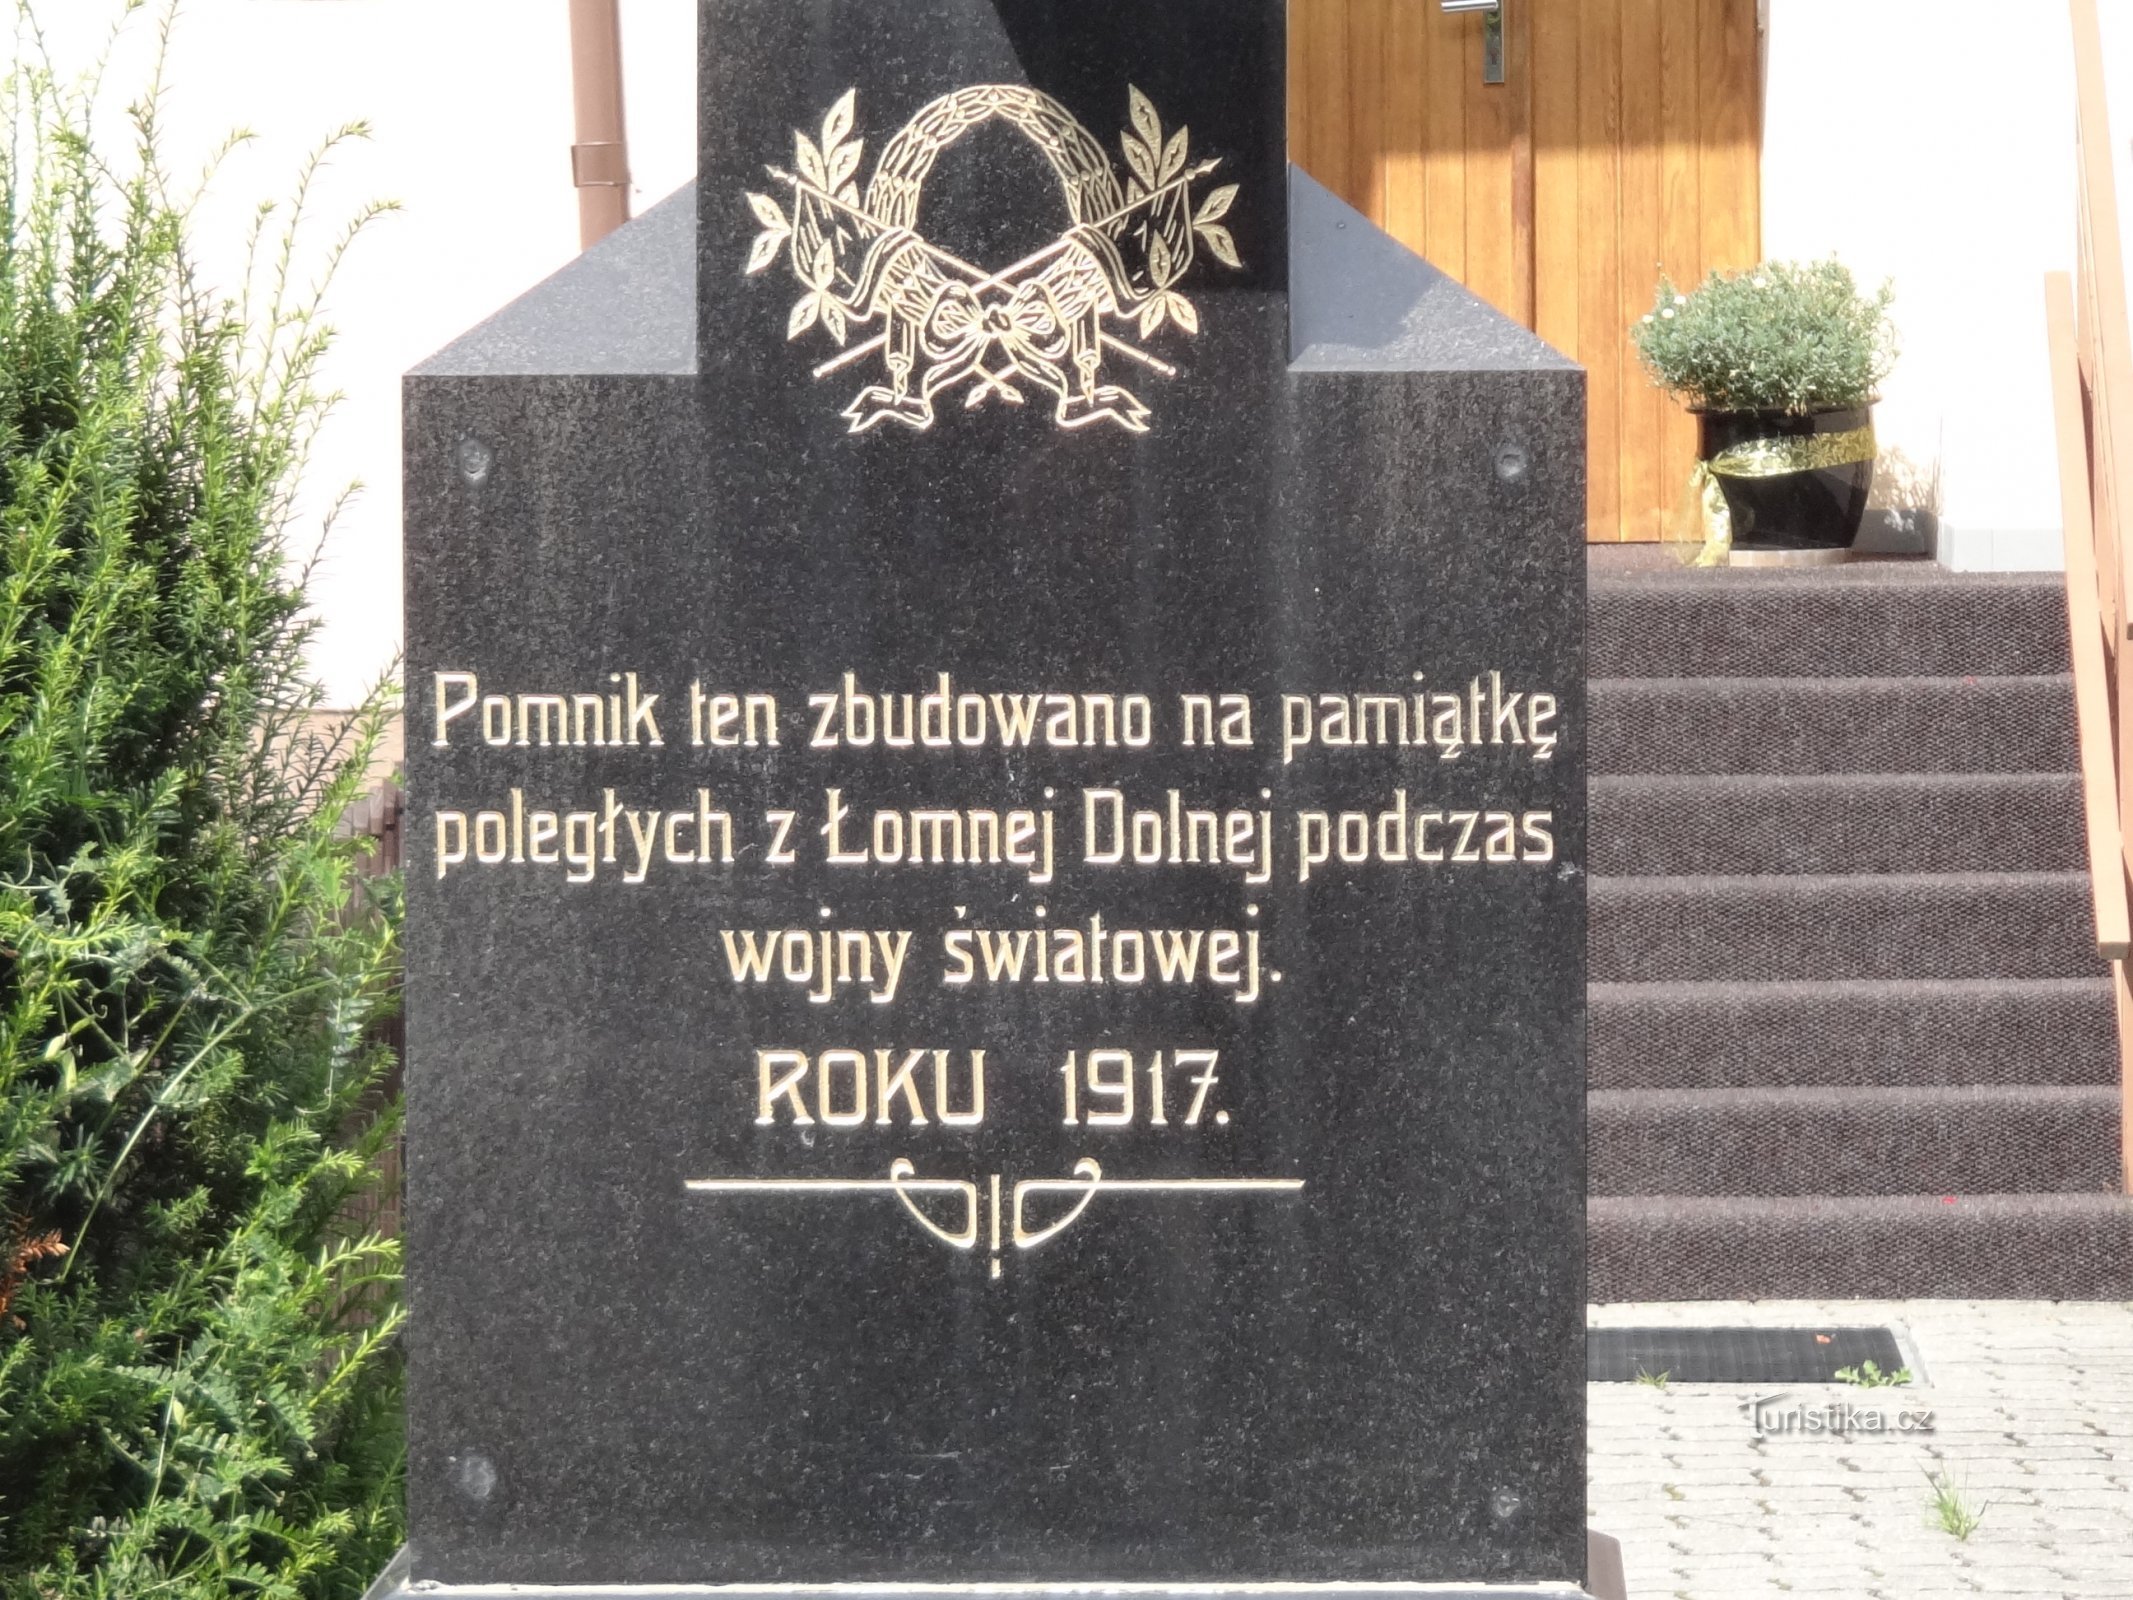 Pomnik ten zbudowano na pamiątkę
poległych z Łomnej Dolnej podczas
wojny światowej.
ROKU 1917.
Turistika.cz